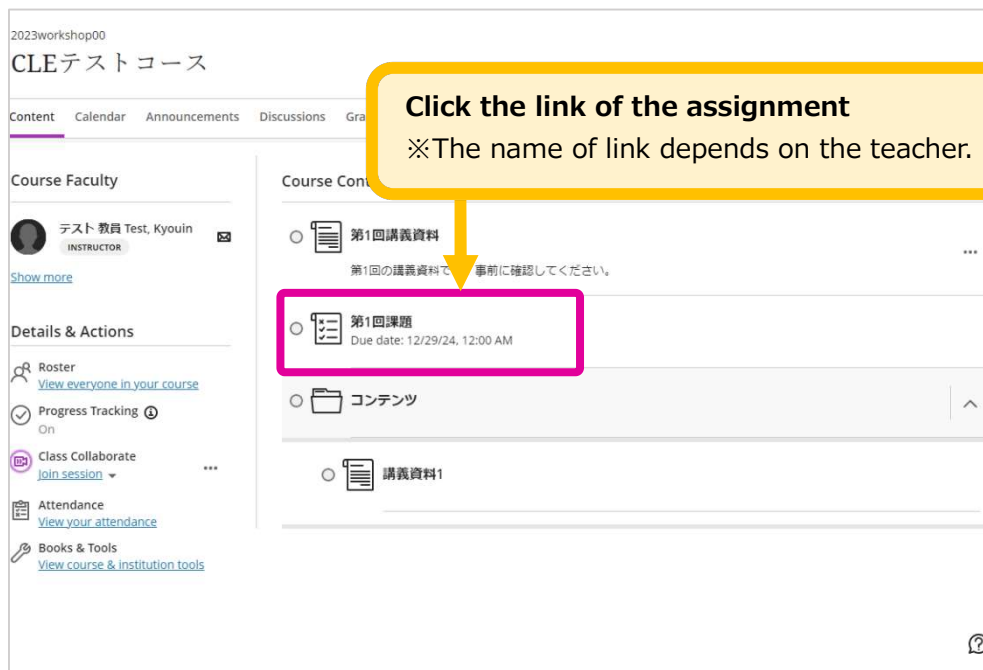 2023workshop00
CLEテストコース
Content Calendar Announcements Discussions
Click the link of the assignment
※The name of link depends on the teacher.
Course Faculty
テスト 教員 Test, Kyouin
INSTRUCTOR
Show more
Details & Actions
Roster
View everyone in your course
Progress Tracking
On
Class Collaborate
Join session
Attendance
View your attendance
Books & Tools
View course & institution tools
Course
第1回講義資料
第1回の講義資料で 事前に確認してください。
第1回課題
Due date: 12/29/24, 12:00 AM
コンテンツ
講義資料1